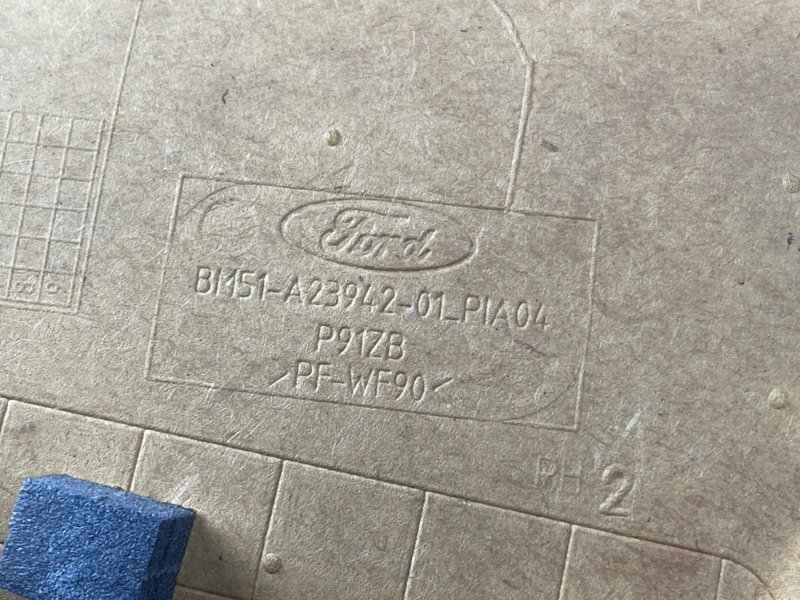 Ford
BM51-A23942-01_PIA04
P91ZB
>PF-WF90<
PH 2